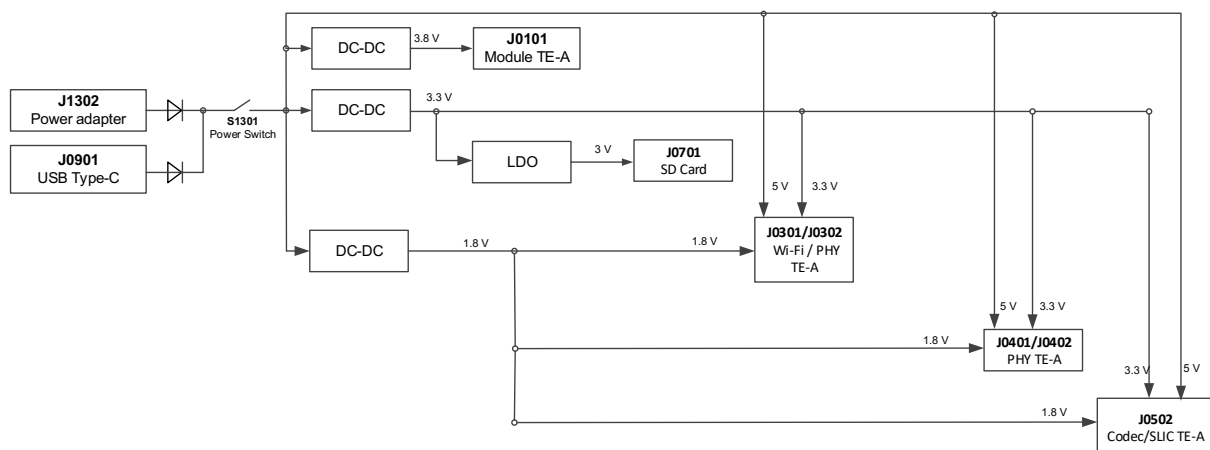 DC-DC
3.8 V
J0101
Module TE-A
J1302
Power adapter
S1301
Power Switch
DC-DC
3.3 V
J0901
USB Type-C
LDO
3 V
J0701
SD Card
5 V
3.3 V
J0301/J0302
Wi-Fi / PHY
TE-A
DC-DC
1.8 V
1.8 V
5 V
3.3 V
J0401/J0402
PHY TE-A
1.8 V
3.3 V
5 V
J0502
Codec/SLIC TE-A
1.8 V